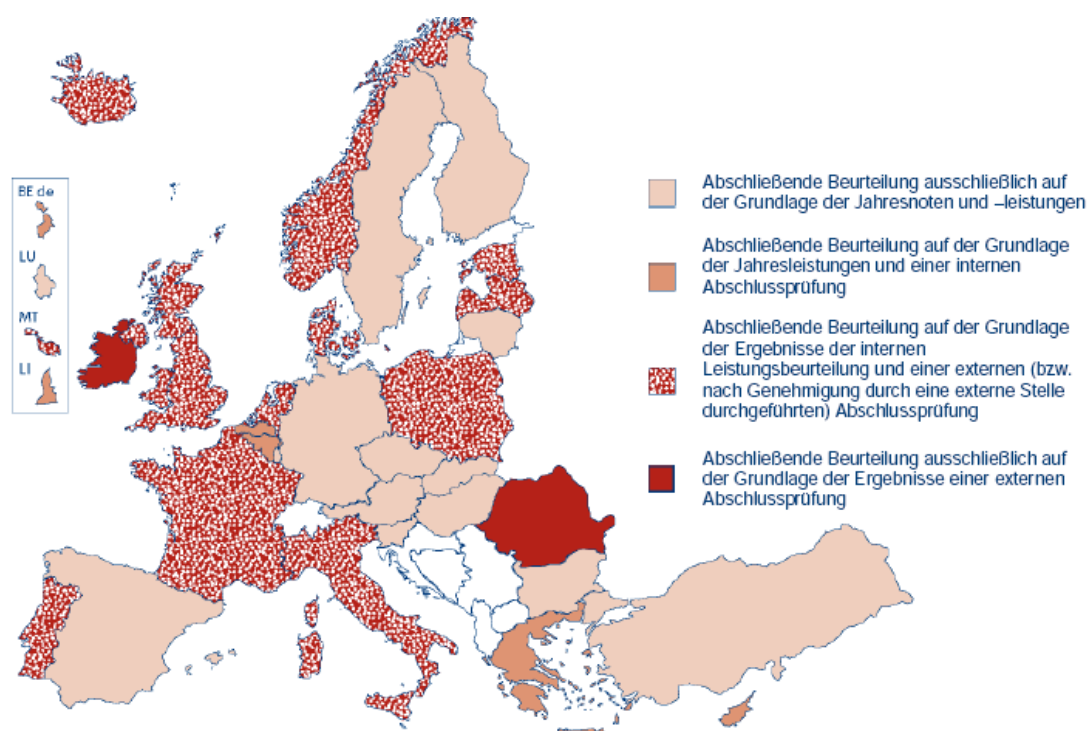 BE de
LU
MT
LI
Abschließende Beurteilung ausschließlich auf
der Grundlage der Jahresnoten und –leistungen
Abschließende Beurteilung auf der Grundlage
der Jahresleistungen und einer internen
Abschlussprüfung
Abschließende Beurteilung auf der Grundlage
der Ergebnisse der internen
Leistungsbeurteilung und einer externen (bzw.
nach Genehmigung durch eine externe Stelle
durchgeführten) Abschlussprüfung
Abschließende Beurteilung ausschließlich auf
der Grundlage der Ergebnisse einer externen
Abschlussprüfung